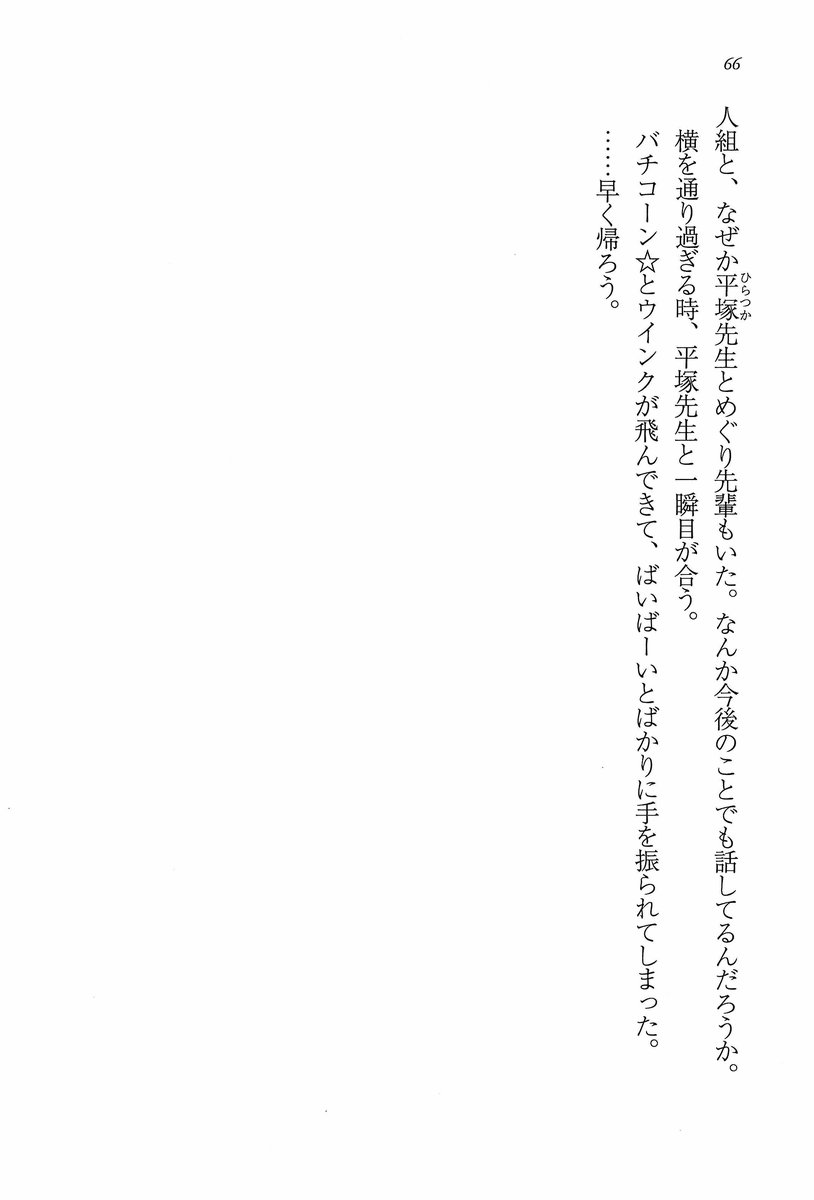 66
人組と、なぜか平塚先生とめぐり先輩もいた。なんか今後のことでも話してるんだろうか。
ひらつか
横を通り過ぎる時、平塚先生と一瞬目が合う。
バチコーン☆とウインクが飛んできて、ばいばーいとばかりに手を振られてしまった。
……早く帰ろう。